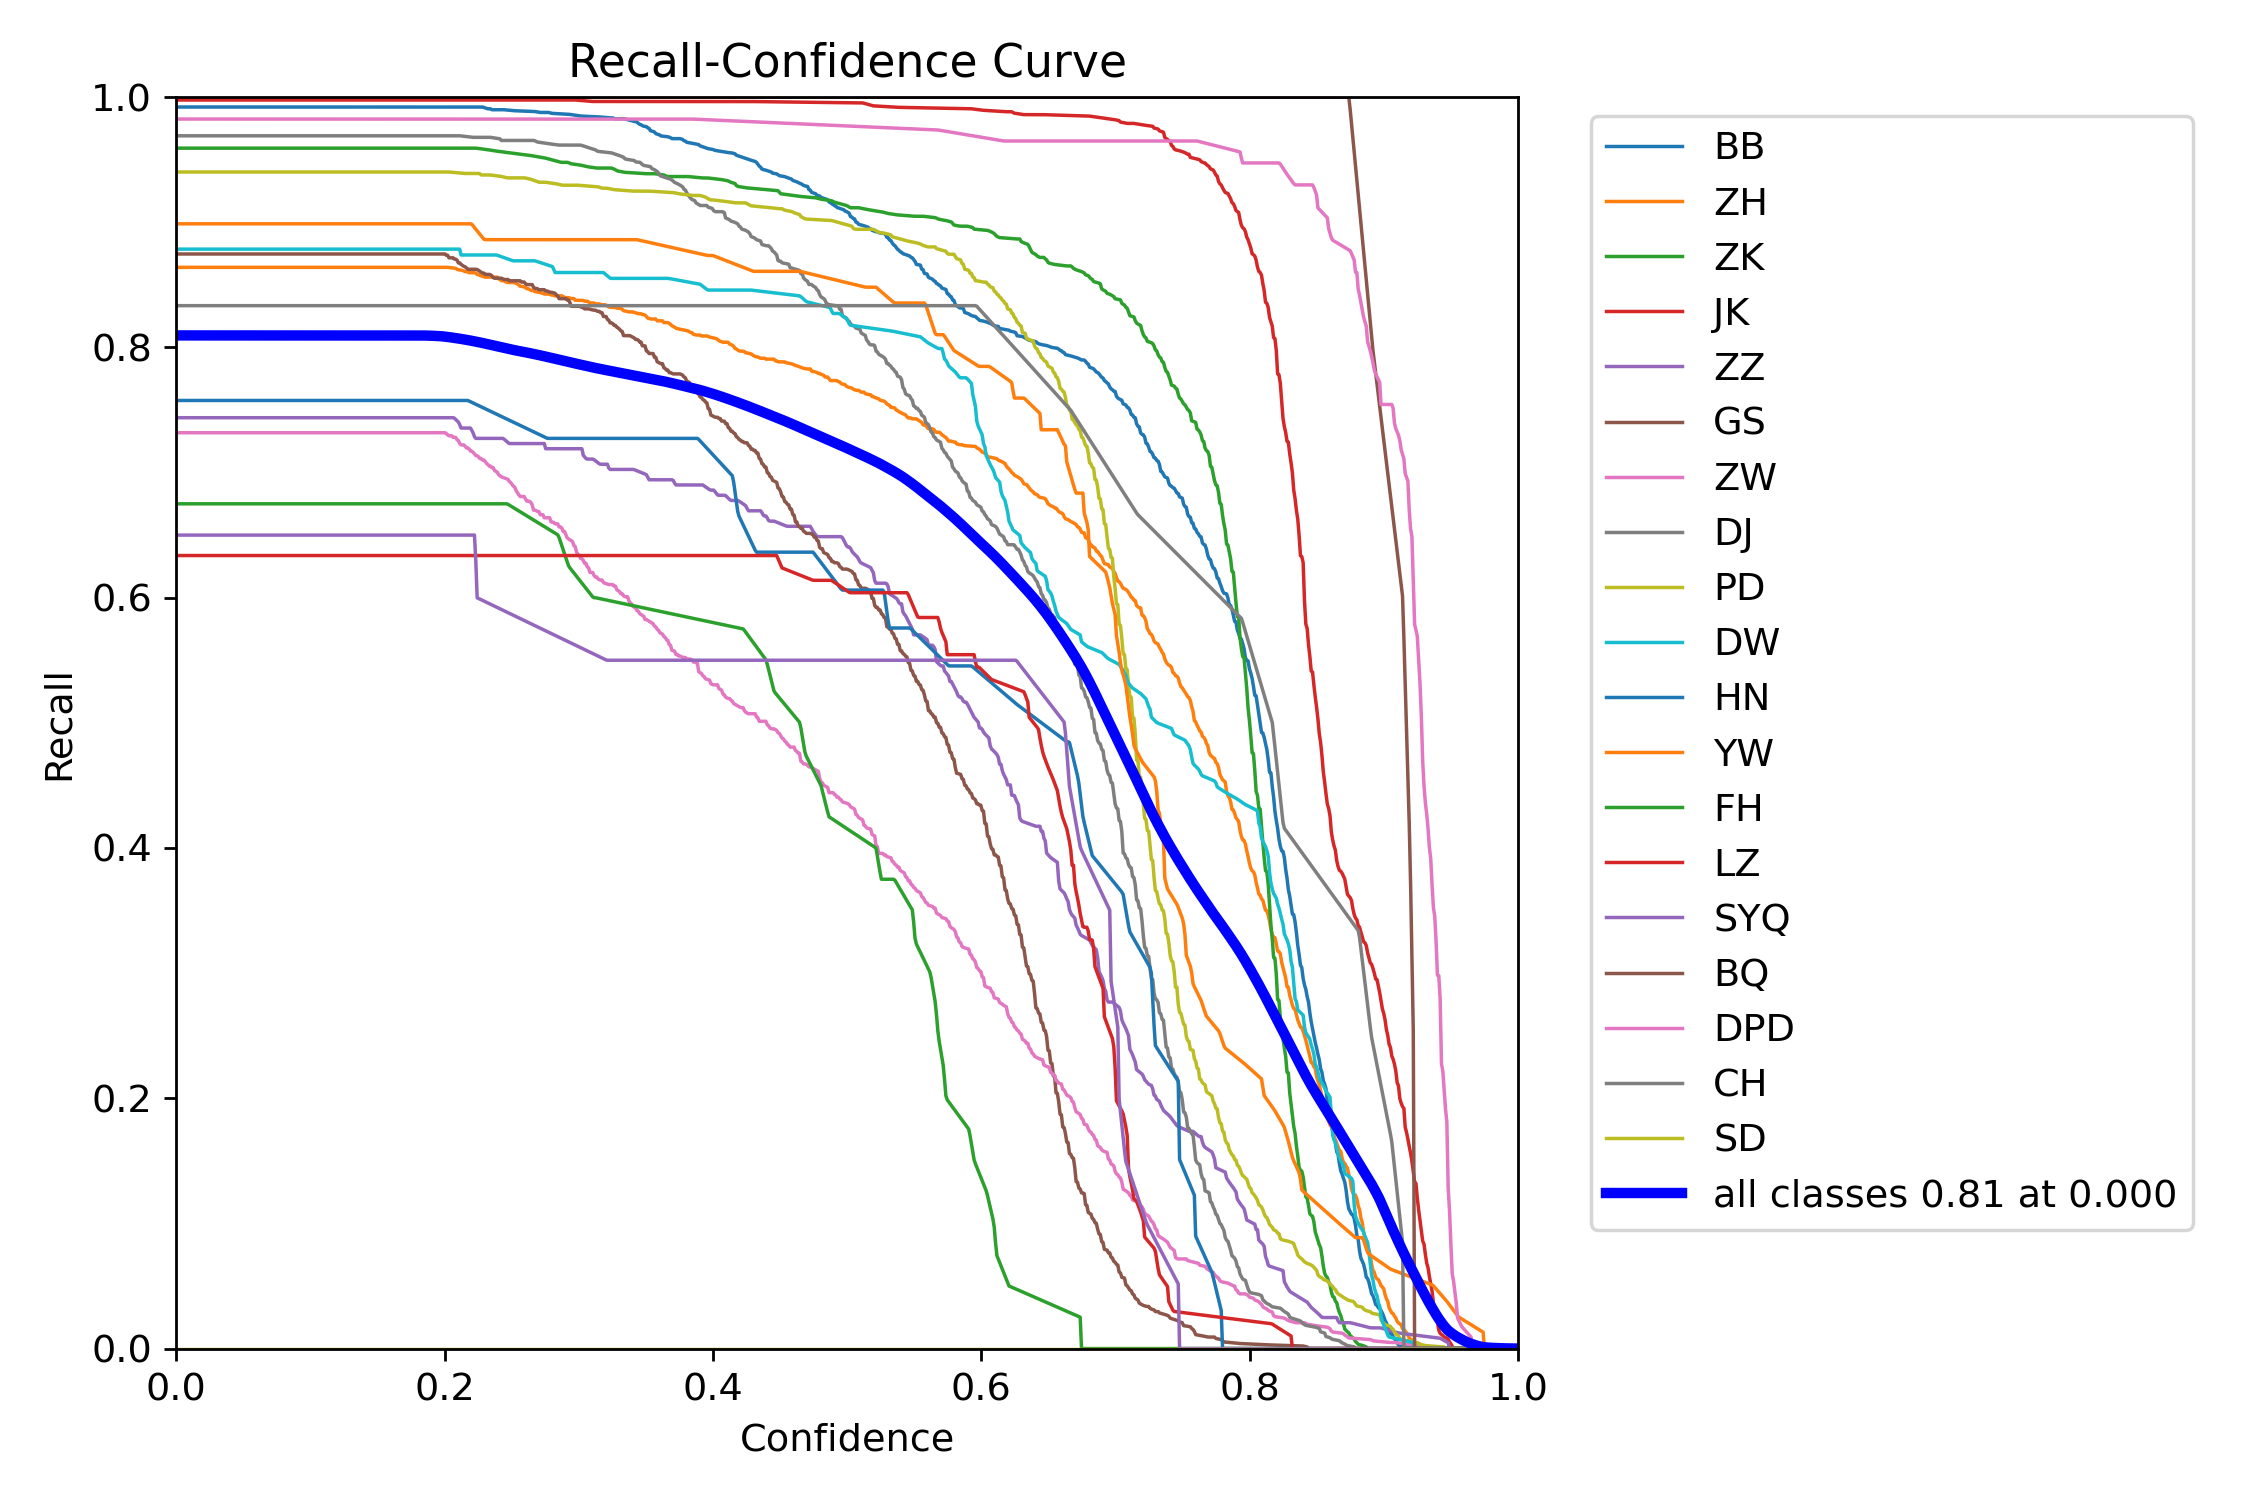 Recall-Confidence Curve
1.0
0.8
0.6
0.4
0.2
0.0
Recall
0.0 0.2 0.4 0.6 0.8 1.0
Confidence
BB
ZH
ZK
JK
ZZ
GS
ZW
DJ
PD
DW
HN
YW
FH
LZ
SYQ
BQ
DPD
CH
SD
all classes 0.81 at 0.000